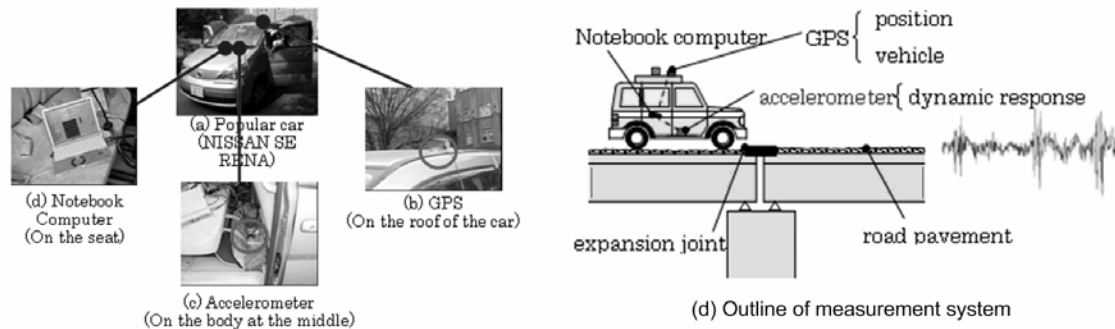 (a) Popular car
(NISSAN SE
RENA)
(d) Notebook
Computer
(On the seat)
(b) GPS
(On the roof of the car)
(c) Accelerometer
(On the body at the middle)
GPS
position
vehicle
Notebook computer
accelerometer
dynamic response
expansion joint
road pavement
(d) Outline of measurement system